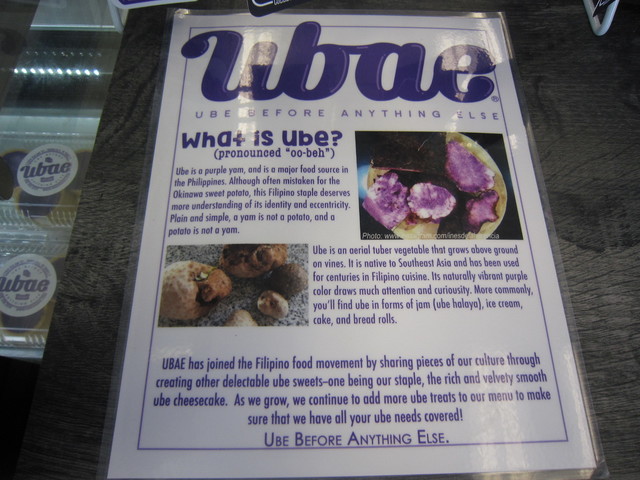 ubae®
UBE BEFORE ANYTHING ELSE
What is Ube?
(pronounced "oo-beh")
Ube is a purple yam, and is a major food source in
the Philippines. Although often mistaken for the
Okinawa sweet potato, this Filipino staple deserves
more understanding of its identity and eccentricity.
Plain and simple, a yam is not a potato, and a
potato is not a yam.
Photo: www.
Ube is an aerial tuber vegetable that grows above ground
on vines. It is native to Southeast Asia and has been used
for centuries in Filipino cuisine. Its naturally vibrant purple
color draws much attention and curiousity. More commonly,
you'll find ube in forms of jam (ube halaya), ice cream,
cake, and bread rolls.
UBAE has joined the Filipino food movement by sharing pieces of our culture through
creating other delectable ube sweets–one being our staple, the rich and velvety smooth
ube cheesecake. As we grow, we continue to add more ube treats to our menu to make
sure that we have all your ube needs covered!
UBE BEFORE ANYTHING ELSE.
ubae
ubae